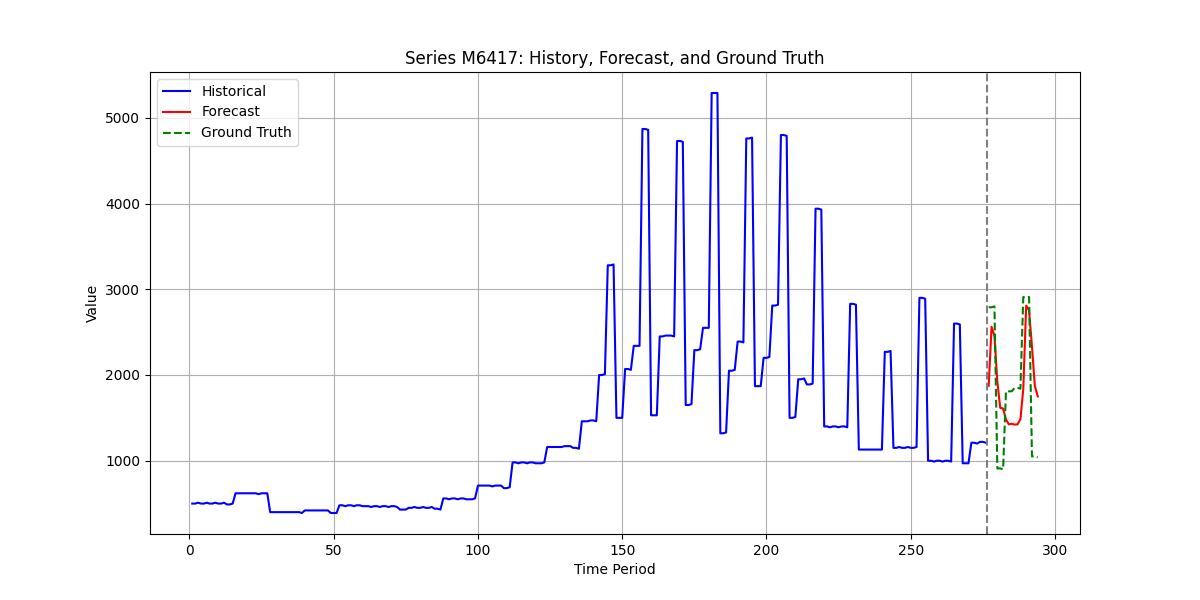 Series M6417: History, Forecast, and Ground Truth
Historical
Forecast
Ground Truth
5000
4000
3000
2000
1000
Value
0
50
100
150
200
250
300
Time Period